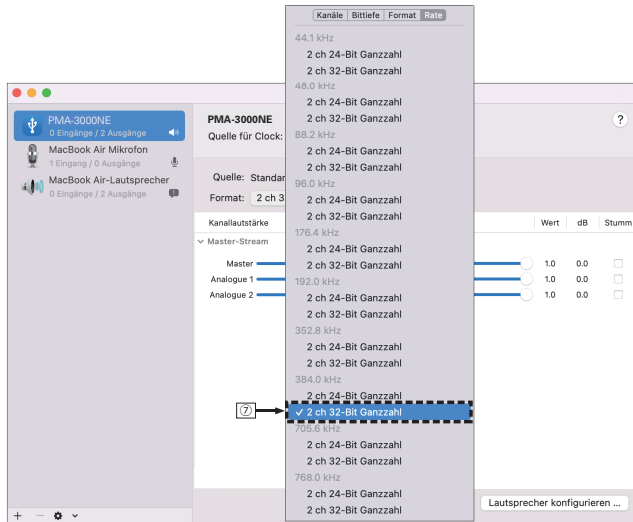 Kanäle Bittiefe Format Rate
44.1 kHz
2 ch 24-Bit Ganzzahl
2 ch 32-Bit Ganzzahl
48.0 kHz
2 ch 24-Bit Ganzzahl
2 ch 32-Bit Ganzzahl
88.2 kHz
2 ch 24-Bit Ganzzahl
2 ch 32-Bit Ganzzahl
96.0 kHz
2 ch 24-Bit Ganzzahl
2 ch 32-Bit Ganzzahl
176.4 kHz
2 ch 24-Bit Ganzzahl
2 ch 32-Bit Ganzzahl
192.0 kHz
2 ch 24-Bit Ganzzahl
2 ch 32-Bit Ganzzahl
352.8 kHz
2 ch 24-Bit Ganzzahl
2 ch 32-Bit Ganzzahl
384.0 kHz
2 ch 24-Bit Ganzzahl
⑦
✓ 2 ch 32-Bit Ganzzahl
705.6 kHz
2 ch 24-Bit Ganzzahl
2 ch 32-Bit Ganzzahl
768.0 kHz
2 ch 24-Bit Ganzzahl
2 ch 32-Bit Ganzzahl
PMA-3000NE
0 Eingänge / 2 Ausgänge
MacBook Air Mikrofon
1 Eingang / 0 Ausgänge
MacBook Air-Lautsprecher
0 Eingänge / 2 Ausgänge
PMA-3000NE
?
Quelle für Clock:
Quelle: Standar
Format: 2 ch 3
Kanallautstärke Wert dB Stumm
Master-Stream
Master 1.0 0.0
Analogue 1 1.0 0.0
Analogue 2 1.0 0.0
Lautsprecher konfigurieren ...